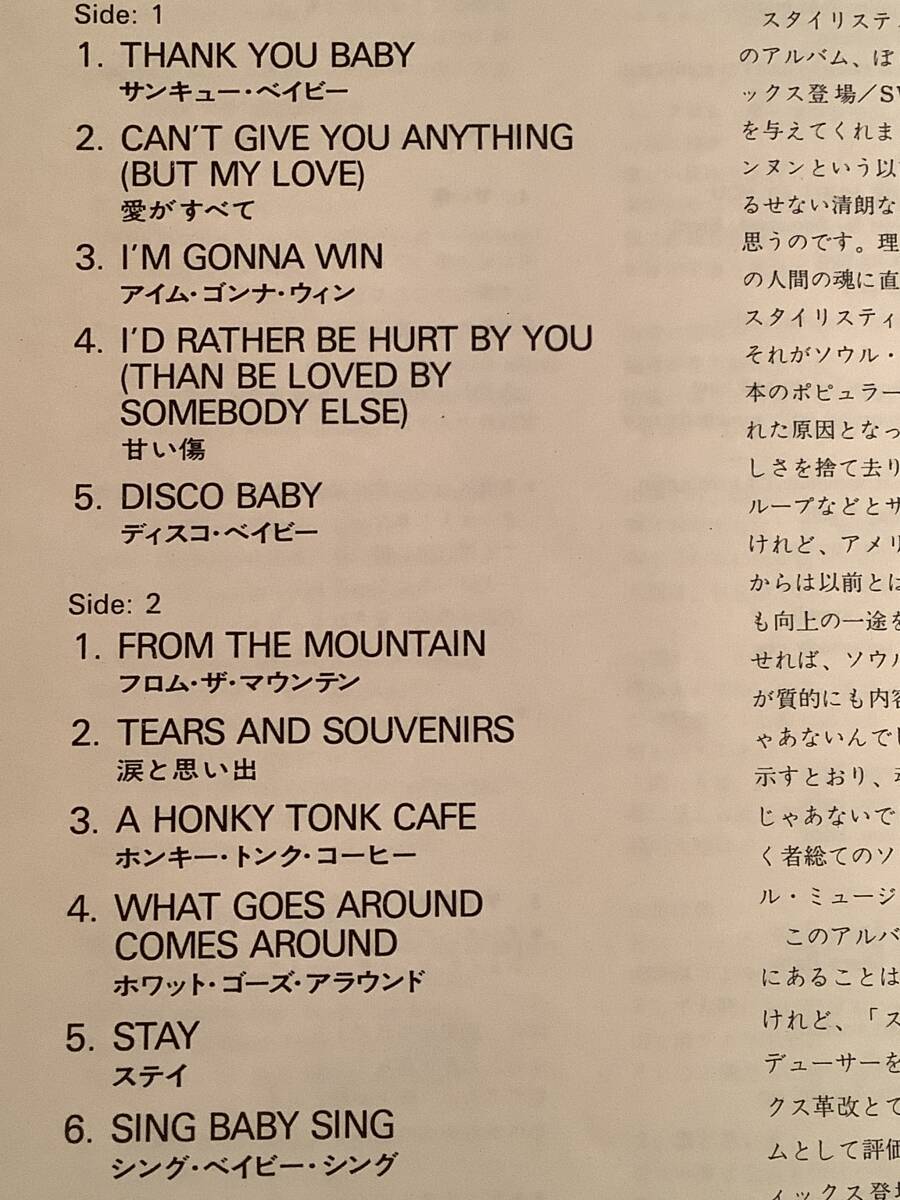 Side: 1
1. THANK YOU BABY
サンキュー・ベイビー
2. CAN'T GIVE YOU ANYTHING
(BUT MY LOVE)
愛がすべて
3. I'M GONNA WIN
アイム・ゴンナ・ウィン
4. I'D RATHER BE HURT BY YOU
(THAN BE LOVED BY
SOMEBODY ELSE)
甘い傷
5. DISCO BABY
ディスコ・ベイビー
Side: 2
1. FROM THE MOUNTAIN
フロム・ザ・マウンテン
2. TEARS AND SOUVENIRS
涙と思い出
3. A HONKY TONK CAFE
ホンキー・トンク・コーヒー
4. WHAT GOES AROUND
COMES AROUND
ホワット・ゴーズ・アラウンド
5. STAY
ステイ
6. SING BABY SING
シング・ベイビー・シング
スタイリステ
のアルバム、ぼ
ックス登場/S
を与えてくれま
ンヌンという以
るせない清朗な
思うのです。理
の人間の魂に直
スタイリスティ
それがソウル・
本のポピュラー
れた原因となっ
しさを捨て去り
ループなどとサ
けれど、アメリ
からは以前とは
も向上の一途を
せれば、ソウル
が質的にも内容
ゃあないんで
示すとおり、
じゃあないで
く者総てのソ
ル・ミュージ
このアルバ
にあることは
けれど、「ス
デューサーを
クス革改とて
ムとして評価
ィックス登場